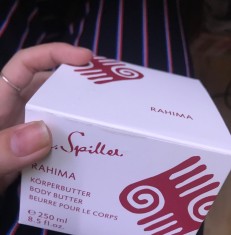 RAHIMA
Spiller
RAHIMA
KÖRPERBUTTER
BODY BUTTER
BEURRE POUR LE CORPS
℮ 250 ml
8.5 fl.oz.